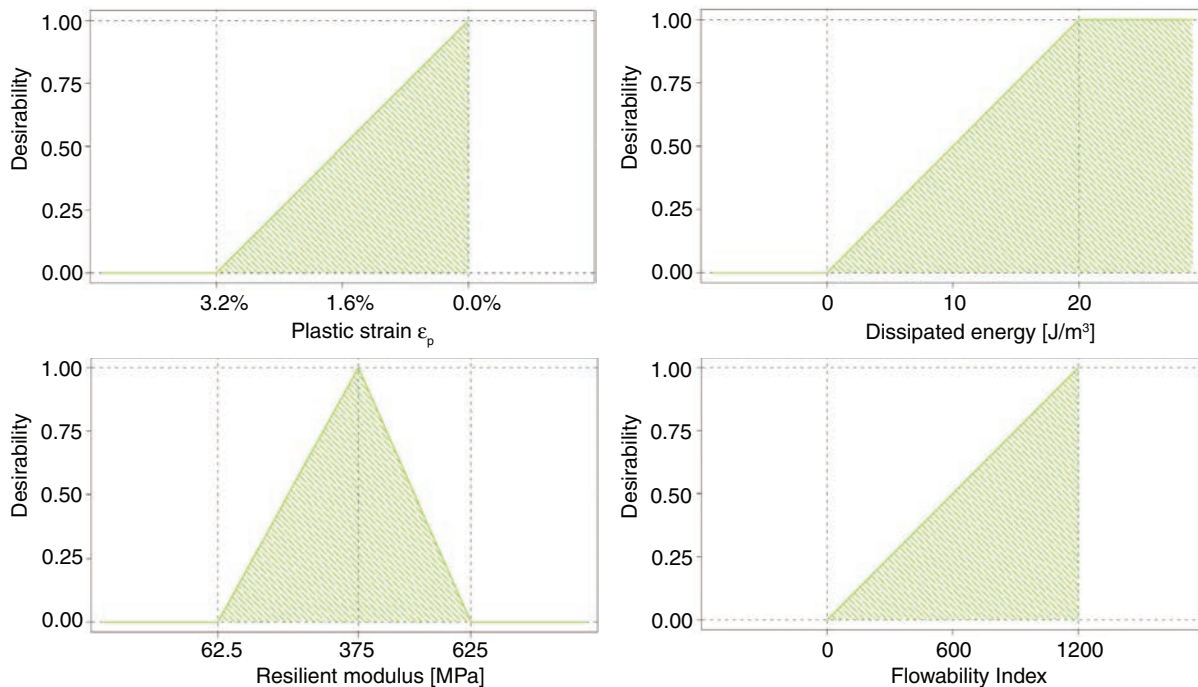 1.00
0.75
0.50
0.25
0.00
Desirability
3.2% 1.6% 0.0%
Plastic strain εp
1.00
0.75
0.50
0.25
0.00
Desirability
0 10 20
Dissipated energy [J/m³]
1.00
0.75
0.50
0.25
0.00
Desirability
62.5 375 625
Resilient modulus [MPa]
1.00
0.75
0.50
0.25
0.00
Desirability
0 600 1200
Flowability Index